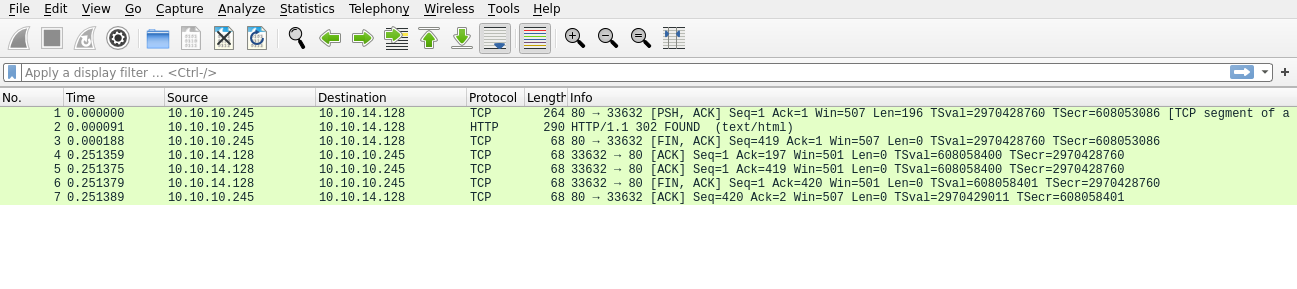 File Edit View Go Capture Analyze Statistics Telephony Wireless Tools Help
Apply a display filter … <Ctrl-/>
No. Time Source Destination Protocol Length Info
1 0.000000 10.10.10.245 10.10.14.128 TCP 264 80 → 33632 [PSH, ACK] Seq=1 Ack=1 Win=507 Len=196 TSval=2970428760 TSecr=608053086 [TCP segment of a
2 0.000091 10.10.10.245 10.10.14.128 HTTP 290 HTTP/1.1 302 FOUND (text/html)
3 0.000188 10.10.10.245 10.10.14.128 TCP 68 80 → 33632 [FIN, ACK] Seq=419 Ack=1 Win=507 Len=0 TSval=2970428760 TSecr=608053086
4 0.251359 10.10.14.128 10.10.10.245 TCP 68 33632 → 80 [ACK] Seq=1 Ack=197 Win=501 Len=0 TSval=608058400 TSecr=2970428760
5 0.251375 10.10.14.128 10.10.10.245 TCP 68 33632 → 80 [ACK] Seq=1 Ack=419 Win=501 Len=0 TSval=608058400 TSecr=2970428760
6 0.251379 10.10.14.128 10.10.10.245 TCP 68 33632 → 80 [FIN, ACK] Seq=1 Ack=420 Win=501 Len=0 TSval=608058401 TSecr=2970428760
7 0.251389 10.10.10.245 10.10.14.128 TCP 68 80 → 33632 [ACK] Seq=420 Ack=2 Win=507 Len=0 TSval=2970429011 TSecr=608058401